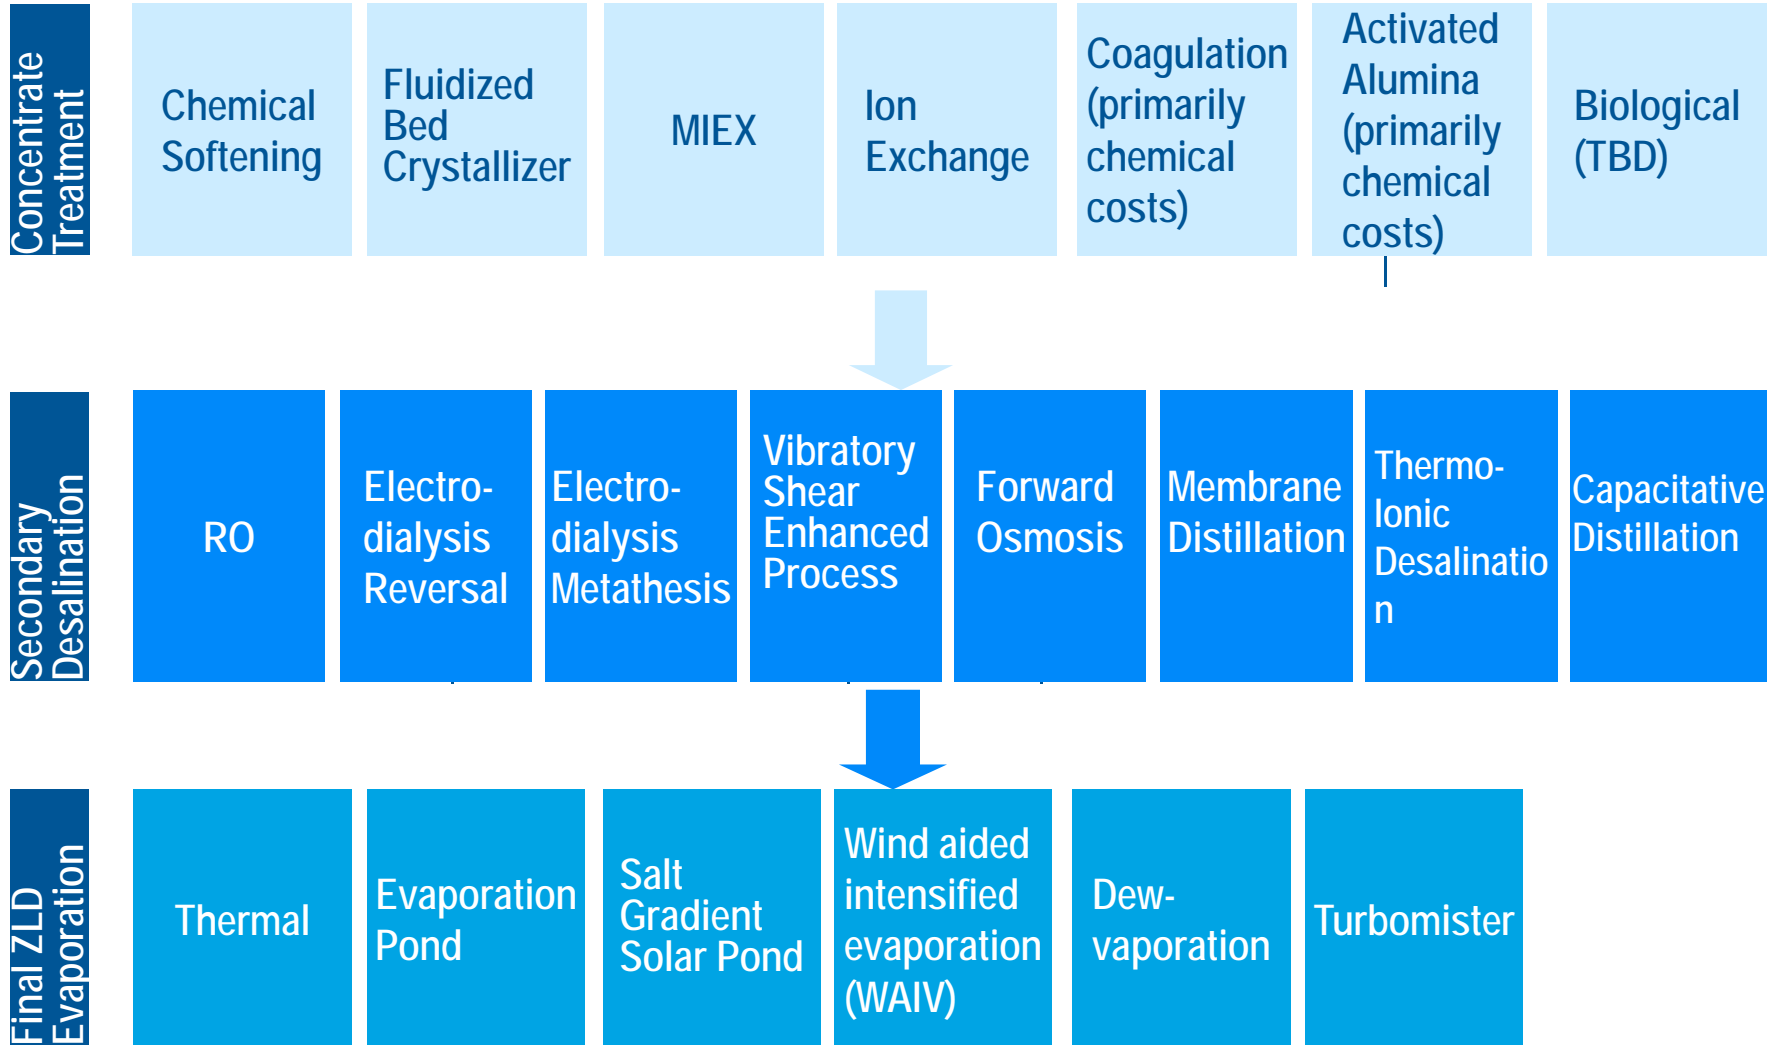 Concentrate
Treatment
Chemical
Softening
Fluidized
Bed
Crystallizer
MIEX
Ion
Exchange
Coagulation
(primarily
chemical
costs)
Activated
Alumina
(primarily
chemical
costs)
Biological
(TBD)
Secondary
Desalination
RO
Electro-
dialysis
Reversal
Electro-
dialysis
Metathesis
Vibratory
Shear
Enhanced
Process
Forward
Osmosis
Membrane
Distillation
Thermo-
Ionic
Desalinatio
n
Capacitative
Distillation
Final ZLD
Evaporation
Thermal
Evaporation
Pond
Salt
Gradient
Solar Pond
Wind aided
intensified
evaporation
(WAIV)
Dew-
vaporation
Turbomister